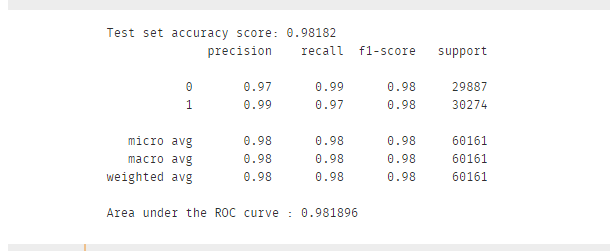 Test set accuracy score: 0.98182
precision recall f1-score support
0 0.97 0.99 0.98 29887
1 0.99 0.97 0.98 30274
micro avg 0.98 0.98 0.98 60161
macro avg 0.98 0.98 0.98 60161
weighted avg 0.98 0.98 0.98 60161
Area under the ROC curve : 0.981896